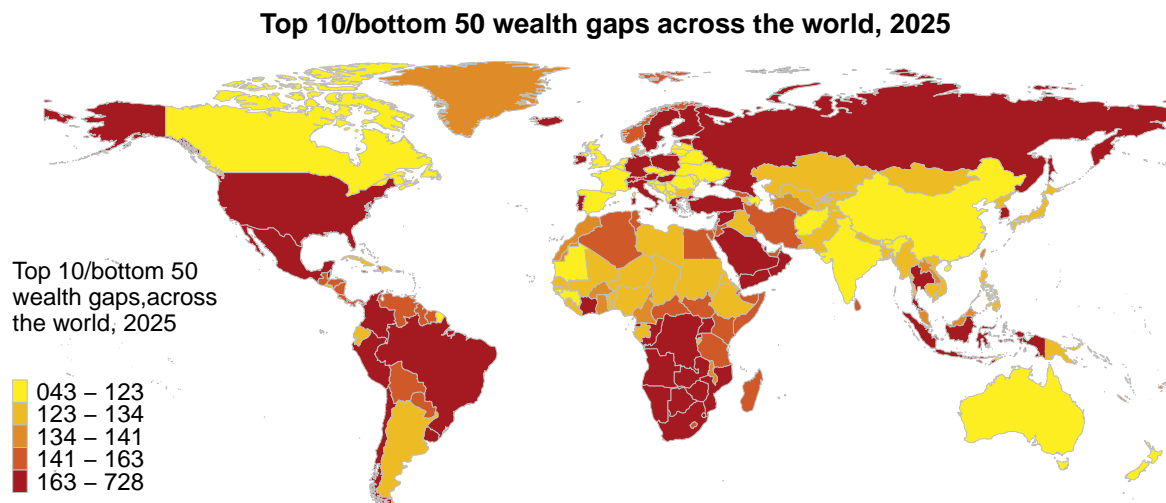 Top 10/bottom 50 wealth gaps across the world, 2025
Top 10/bottom 50
wealth gaps,across
the world, 2025
043 – 123
123 – 134
134 – 141
141 – 163
163 – 728